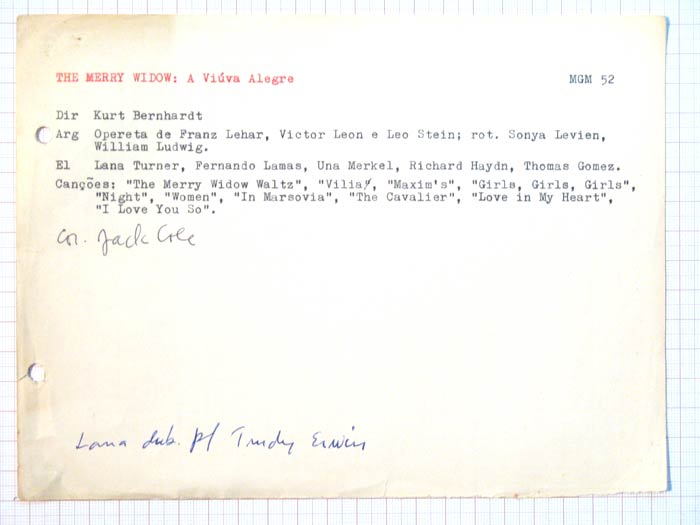 THE MERRY WIDOW: A Viúva Alegre MGM 52
Dir Kurt Bernhardt
Arg Opereta de Franz Lehar, Victor Leon e Leo Stein; rot. Sonya Levien,
William Ludwig.
El Lana Turner, Fernando Lamas, Una Merkel, Richard Haydn, Thomas Gomez.
Canções: "The Merry Widow Waltz", "Vilia", "Maxim's", "Girls, Girls, Girls",
"Night", "Women", "In Marsovia", "The Cavalier", "Love in My Heart",
"I Love You So".
Cor. Jack Cole
Lana dub. p/ Trudy Erwin